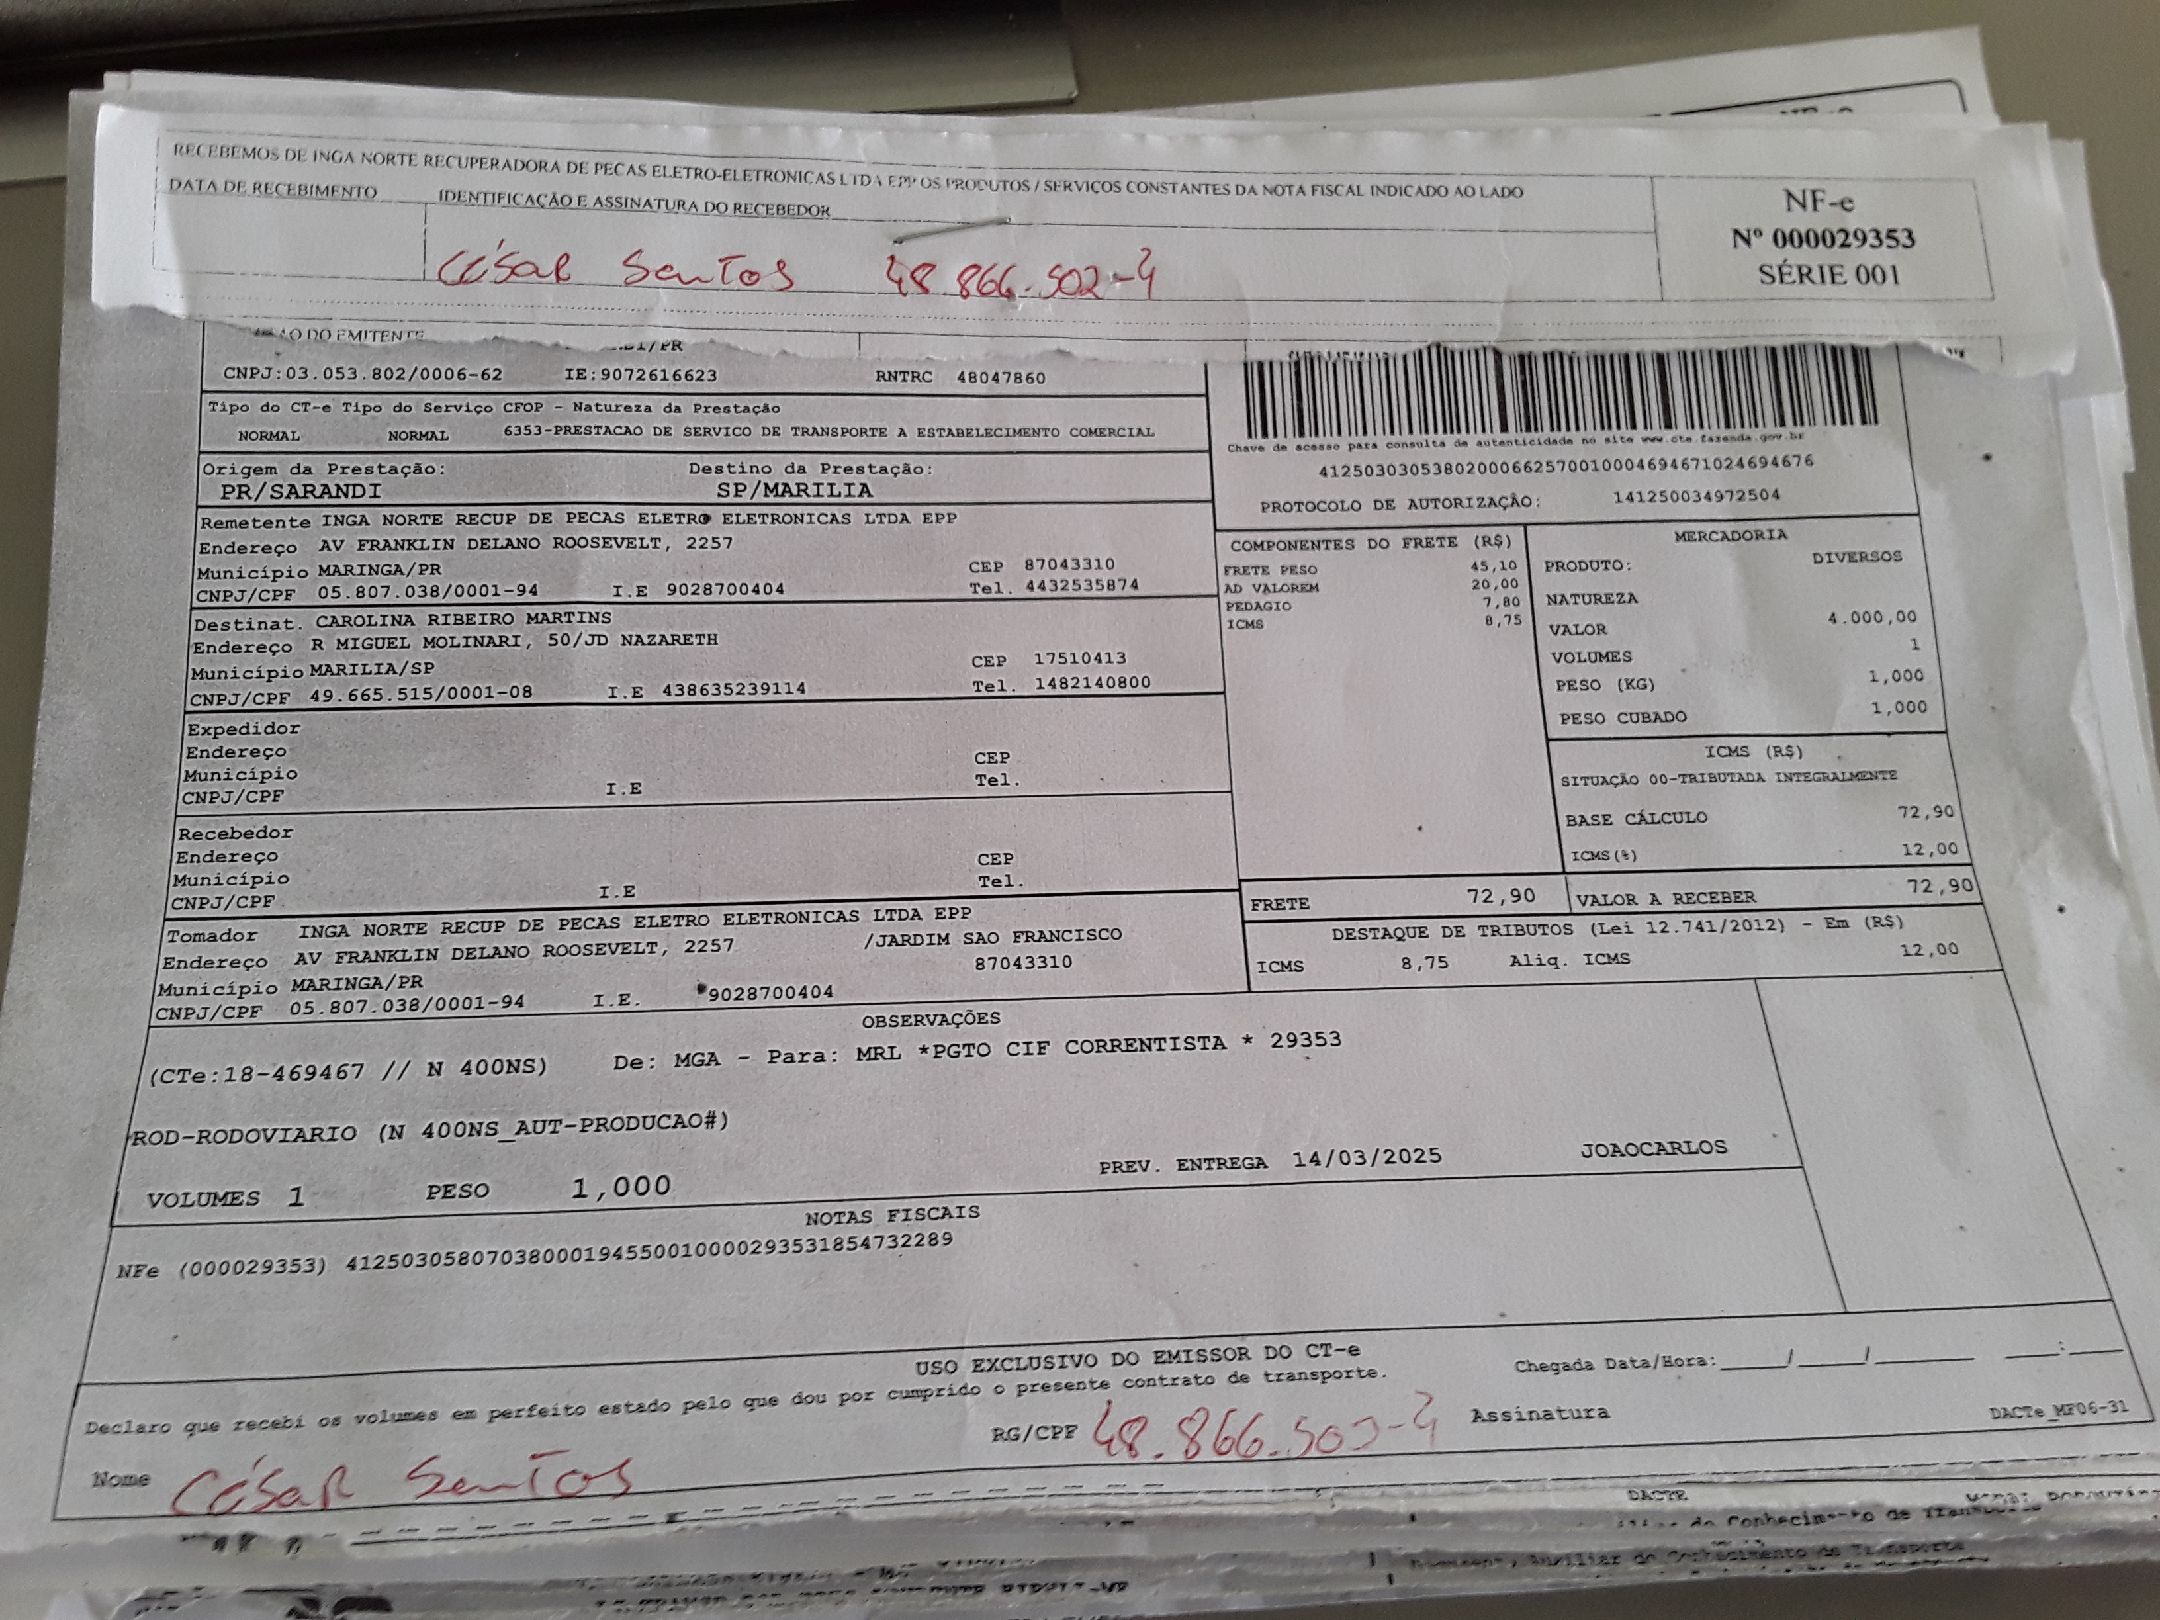 RECEBEMOS DE INGA NORTE RECUPERADORA DE PECAS ELETRO-ELETRONICAS LTDA EPP OS PRODUTOS / SERVIÇOS CONSTANTES DA NOTA FISCAL INDICADO AO LADO
DATA DE RECEBIMENTO IDENTIFICAÇÃO E ASSINATURA DO RECEBEDOR
César Santos 48 866.502-4
NF-e
Nº 000029353
SÉRIE 001
DO EMITENTE /PR
CNPJ:03.053.802/0006-62 IE:9072616623 RNTRC 48047860
Tipo do CT-e Tipo do Serviço CFOP - Natureza da Prestação
NORMAL NORMAL 6353-PRESTACAO DE SERVICO DE TRANSPORTE A ESTABELECIMENTO COMERCIAL
Origem da Prestação: Destino da Prestação:
PR/SARANDI SP/MARILIA
Chave de acesso para consulta de autenticidade no site www.cte.fazenda.gov.br
41250303053802000662570010004694671024694676
PROTOCOLO DE AUTORIZAÇÃO: 141250034972504
Remetente INGA NORTE RECUP DE PECAS ELETRO ELETRONICAS LTDA EPP
Endereço AV FRANKLIN DELANO ROOSEVELT, 2257
Município MARINGA/PR CEP 87043310
CNPJ/CPF 05.807.038/0001-94 I.E 9028700404 Tel. 4432535874
Destinat. CAROLINA RIBEIRO MARTINS
Endereço R MIGUEL MOLINARI, 50/JD NAZARETH
Município MARILIA/SP CEP 17510413
CNPJ/CPF 49.665.515/0001-08 I.E 438635239114 Tel. 1482140800
Expedidor
Endereço CEP
Município Tel.
CNPJ/CPF I.E
Recebedor
Endereço CEP
Município Tel.
CNPJ/CPF I.E
Tomador INGA NORTE RECUP DE PECAS ELETRO ELETRONICAS LTDA EPP
Endereço AV FRANKLIN DELANO ROOSEVELT, 2257 /JARDIM SAO FRANCISCO
Município MARINGA/PR 87043310
CNPJ/CPF 05.807.038/0001-94 I.E. 9028700404
COMPONENTES DO FRETE (R$)
FRETE PESO 45,10
AD VALOREM 20,00
PEDAGIO 7,80
ICMS 8,75
MERCADORIA
PRODUTO: DIVERSOS
NATUREZA
VALOR 4.000,00
VOLUMES 1
PESO (KG) 1,000
PESO CUBADO 1,000
ICMS (R$)
SITUAÇÃO 00-TRIBUTADA INTEGRALMENTE
BASE CÁLCULO 72,90
ICMS(%) 12,00
FRETE 72,90 VALOR A RECEBER 72,90
DESTAQUE DE TRIBUTOS (Lei 12.741/2012) - Em (R$)
ICMS 8,75 Aliq. ICMS 12,00
OBSERVAÇÕES
(CTe:18-469467 // N 400NS) De: MGA - Para: MRL *PGTO CIF CORRENTISTA * 29353
ROD-RODOVIARIO (N 400NS_AUT-PRODUCAO#)
VOLUMES 1 PESO 1,000 PREV. ENTREGA 14/03/2025 JOAOCARLOS
NOTAS FISCAIS
NFe (000029353) 41250305807038000194550010000293531854732289
USO EXCLUSIVO DO EMISSOR DO CT-e
Declaro que recebi os volumes em perfeito estado pelo que dou por cumprido o presente contrato de transporte.
Chegada Data/Hora:____/____/______ ____:____
Nome César Santos RG/CPF 48.866.502-4 Assinatura
DACTe_MF06-31
DACTE
do Conhecimento de Transporte
Auxiliar do Conhecimento de Transporte